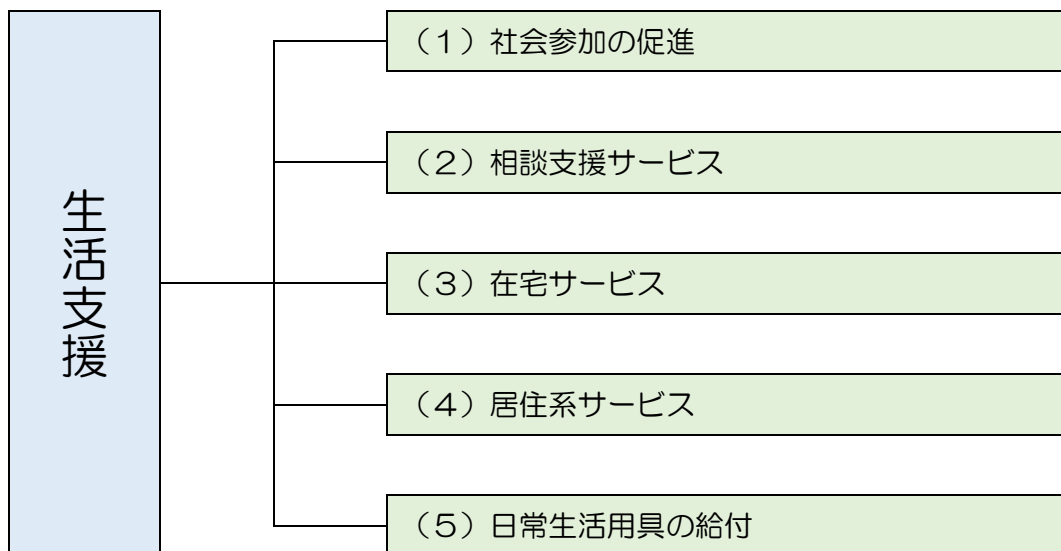 生活支援
（１）社会参加の促進
（２）相談支援サービス
（３）在宅サービス
（４）居住系サービス
（５）日常生活用具の給付